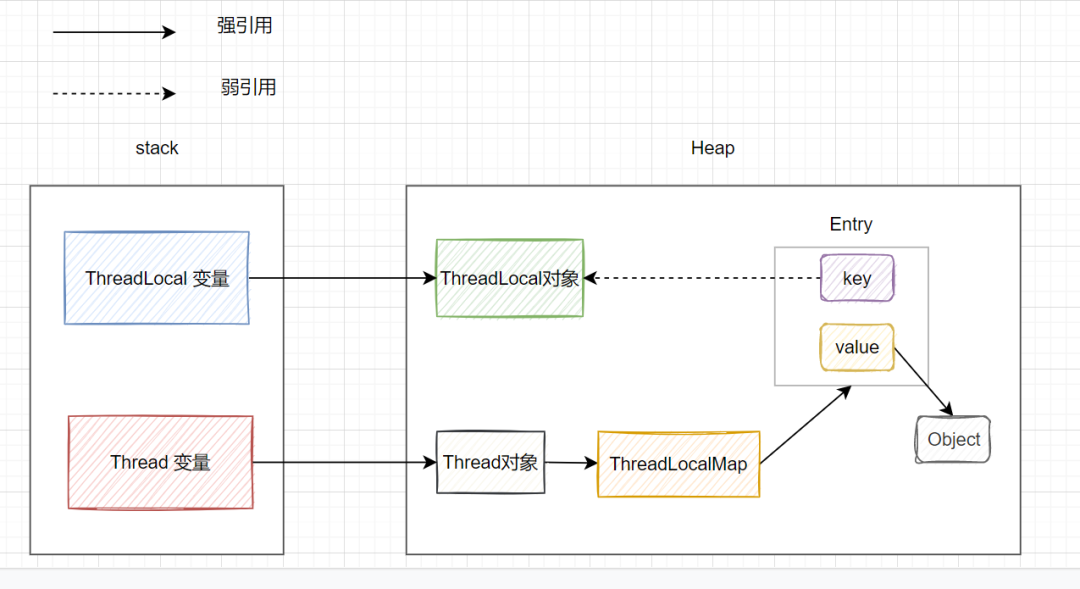 强引用
弱引用
stack
Heap
Entry
ThreadLocal 变量
ThreadLocal对象
key
value
Thread 变量
Thread对象
ThreadLocalMap
Object